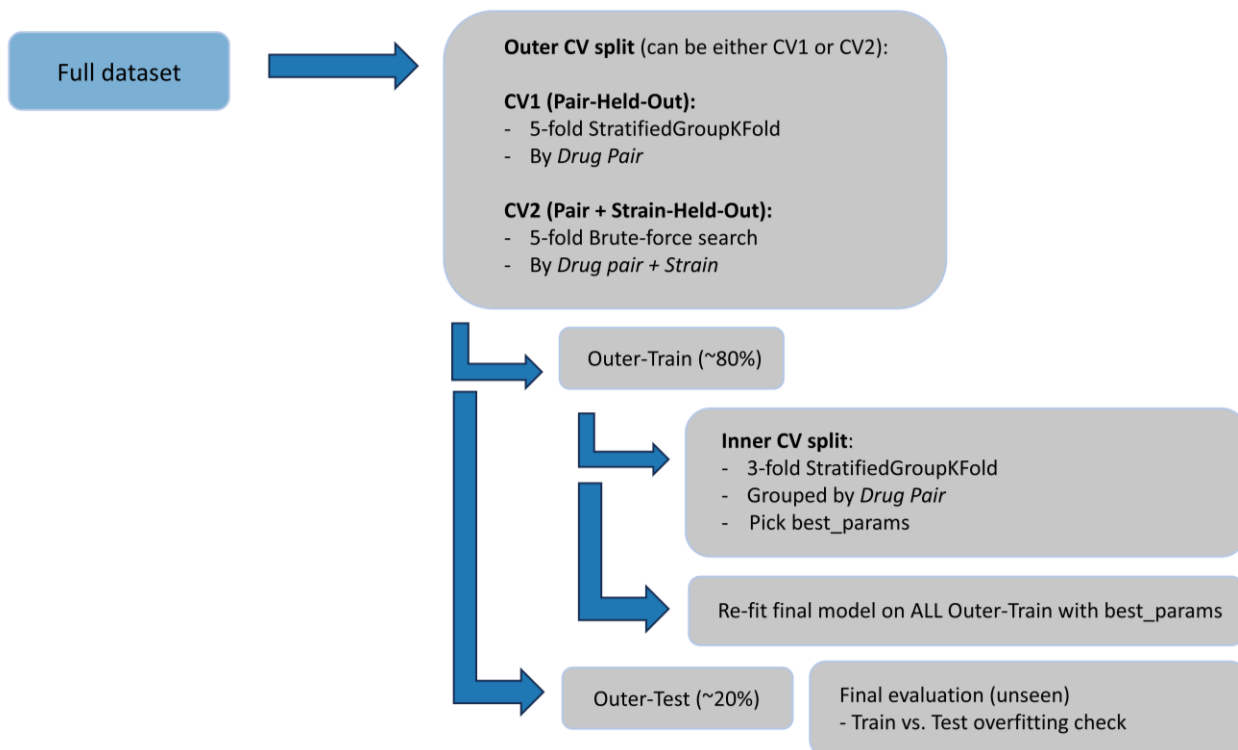 Full dataset
Outer CV split (can be either CV1 or CV2):
CV1 (Pair-Held-Out):
- 5-fold StratifiedGroupKFold
- By Drug Pair
CV2 (Pair + Strain-Held-Out):
- 5-fold Brute-force search
- By Drug pair + Strain
Outer-Train (~80%)
Inner CV split:
- 3-fold StratifiedGroupKFold
- Grouped by Drug Pair
- Pick best_params
Re-fit final model on ALL Outer-Train with best_params
Outer-Test (~20%)
Final evaluation (unseen)
- Train vs. Test overfitting check